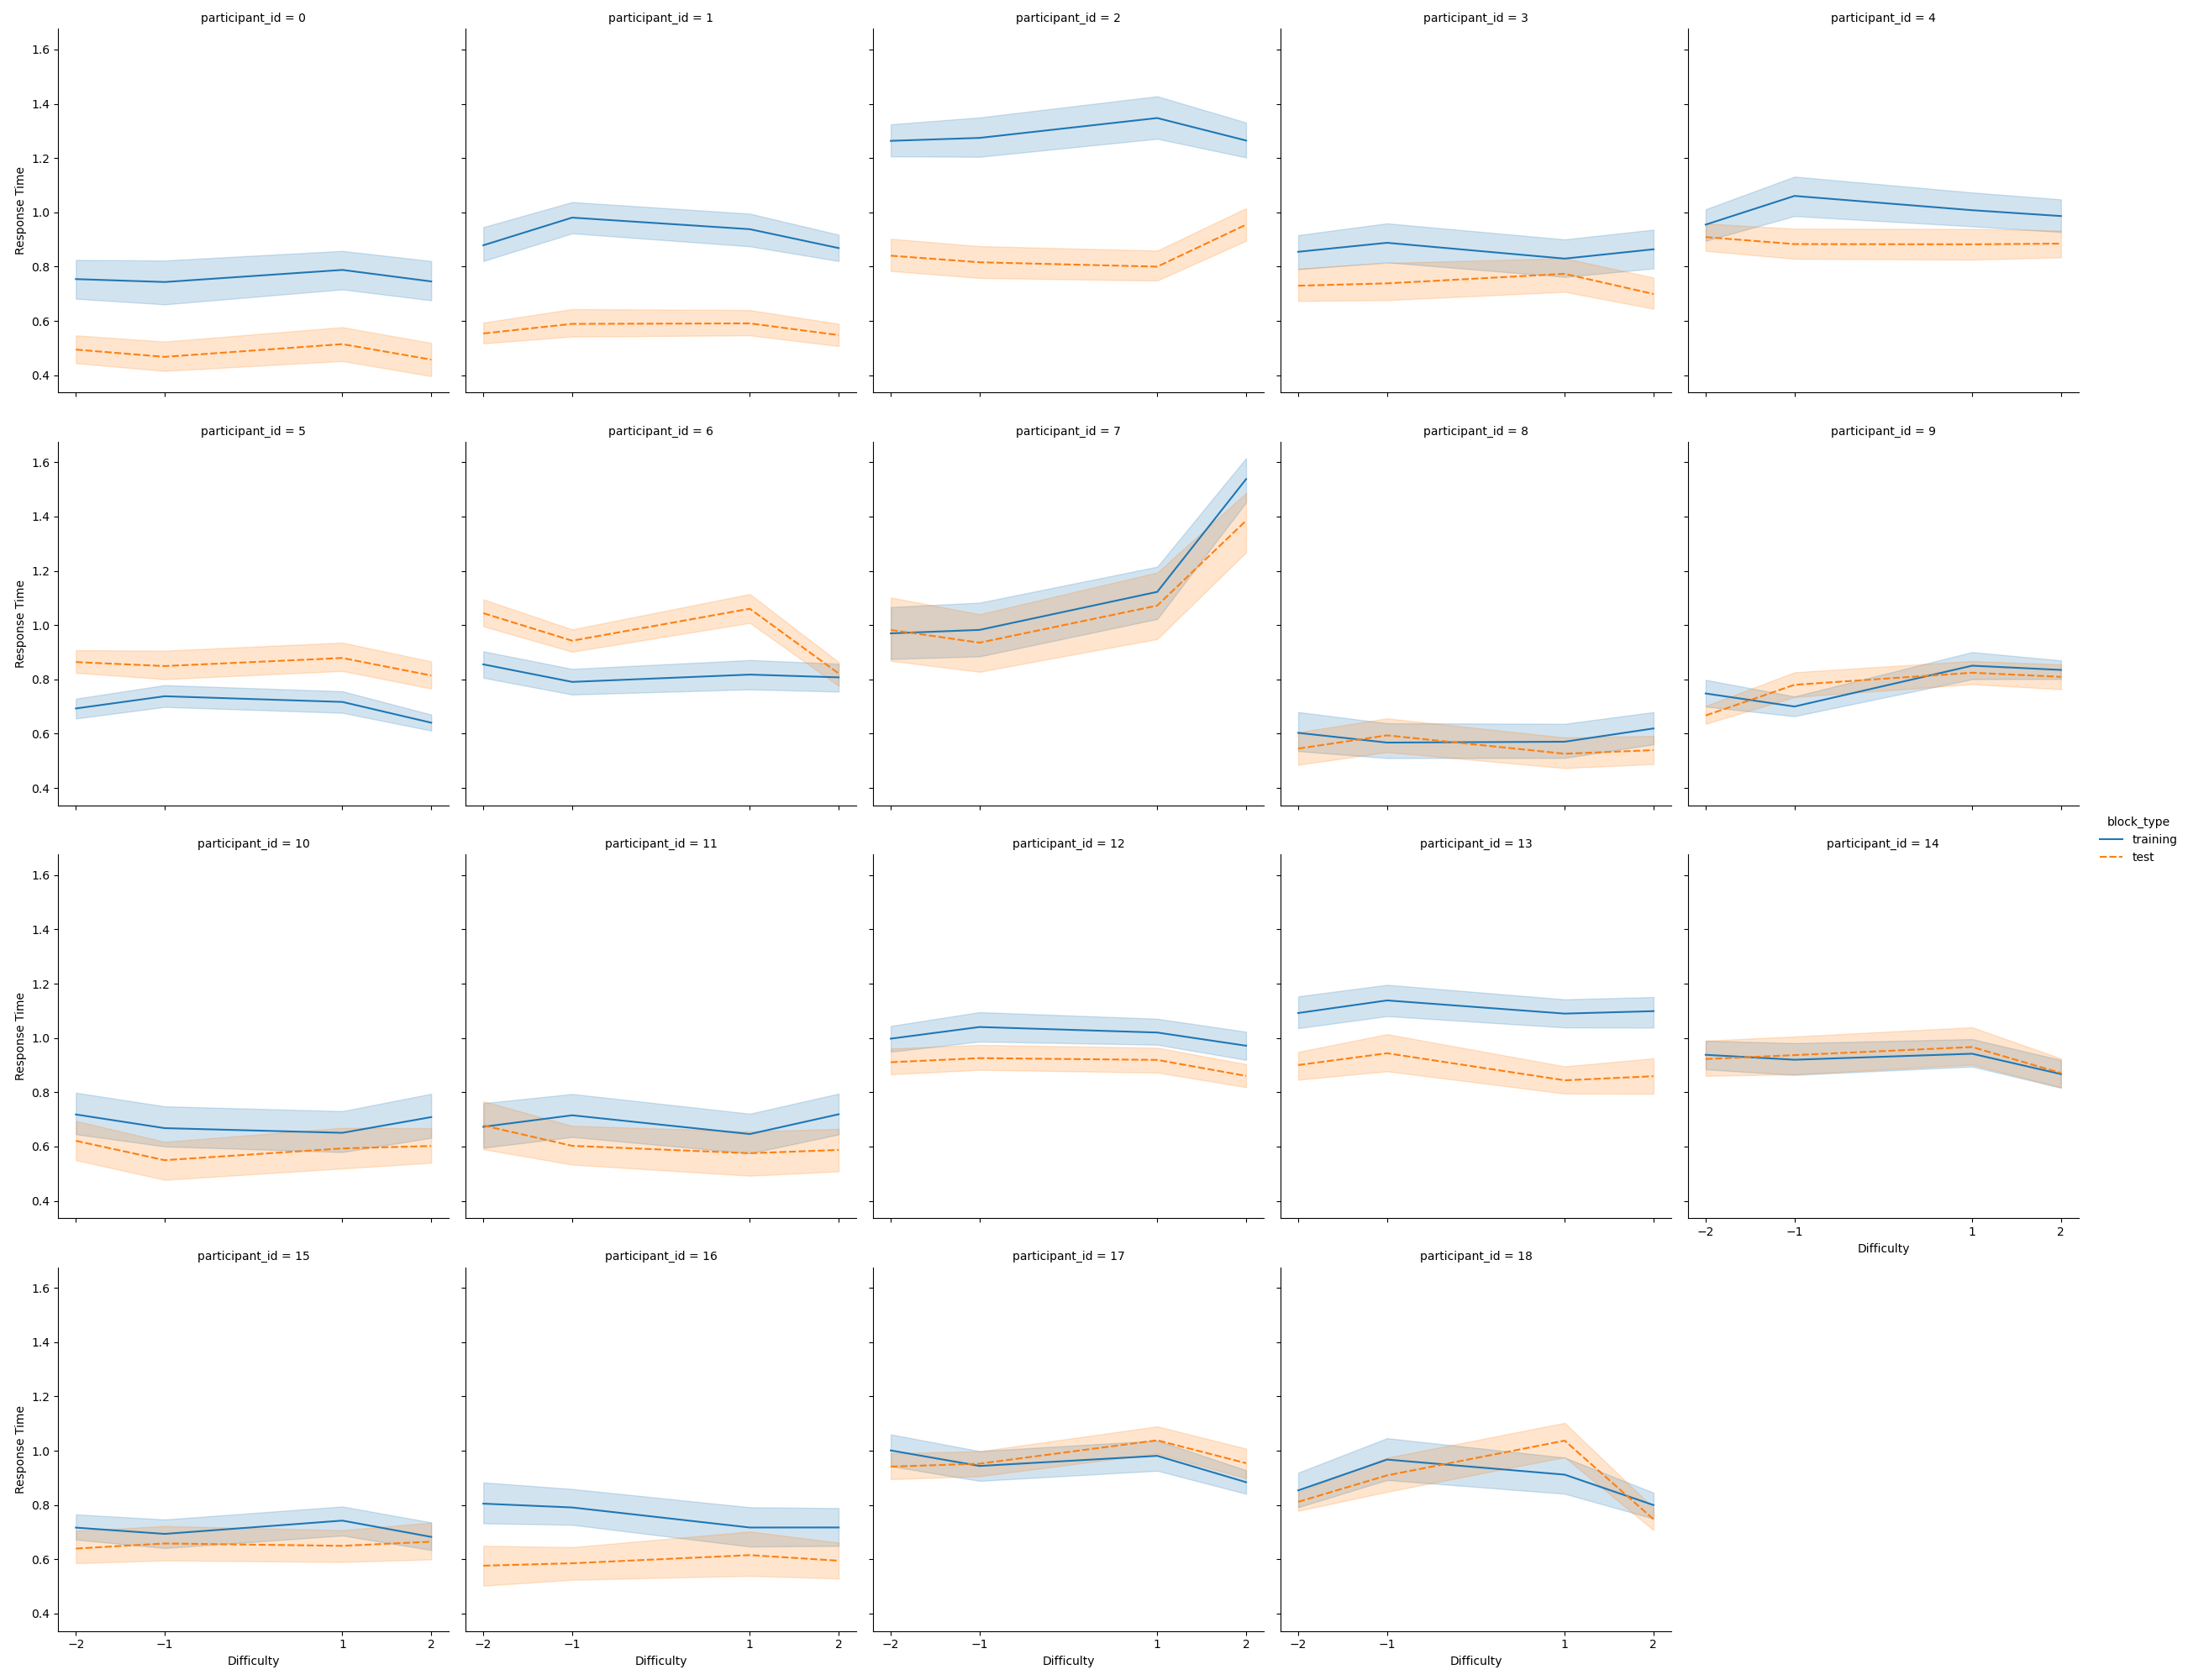 participant_id = 0
participant_id = 1
participant_id = 2
participant_id = 3
participant_id = 4
1.6
1.4
1.2
1.0
0.8
0.6
0.4
Response Time
participant_id = 5
participant_id = 6
participant_id = 7
participant_id = 8
participant_id = 9
1.6
1.4
1.2
1.0
0.8
0.6
0.4
Response Time
block_type
training
test
participant_id = 10
participant_id = 11
participant_id = 12
participant_id = 13
participant_id = 14
1.6
1.4
1.2
1.0
0.8
0.6
0.4
Response Time
−2 −1 1 2
Difficulty
participant_id = 15
participant_id = 16
participant_id = 17
participant_id = 18
1.6
1.4
1.2
1.0
0.8
0.6
0.4
Response Time
−2 −1 1 2
Difficulty
−2 −1 1 2
Difficulty
−2 −1 1 2
Difficulty
−2 −1 1 2
Difficulty